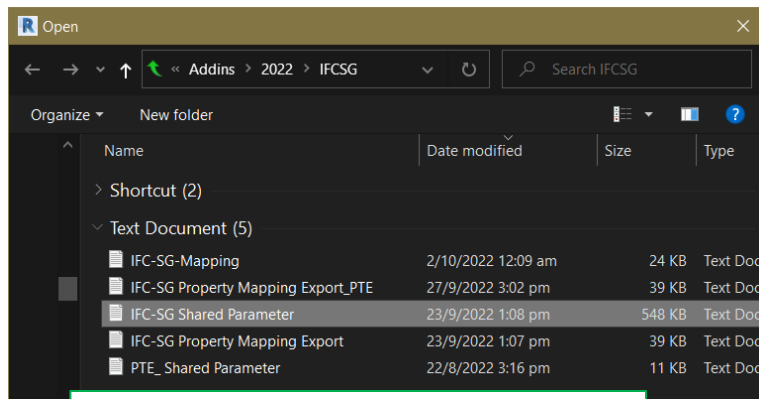 R Open
« Addins > 2022 > IFCSG
Search IFCSG
Organize New folder
?
Name Date modified Size Type
Shortcut (2)
Text Document (5)
IFC-SG-Mapping 2/10/2022 12:09 am 24 KB Text Doc
IFC-SG Property Mapping Export_PTE 27/9/2022 3:02 pm 39 KB Text Doc
IFC-SG Shared Parameter 23/9/2022 1:08 pm 548 KB Text Doc
IFC-SG Property Mapping Export 23/9/2022 1:07 pm 39 KB Text Doc
PTE_ Shared Parameter 22/8/2022 3:16 pm 11 KB Text Doc